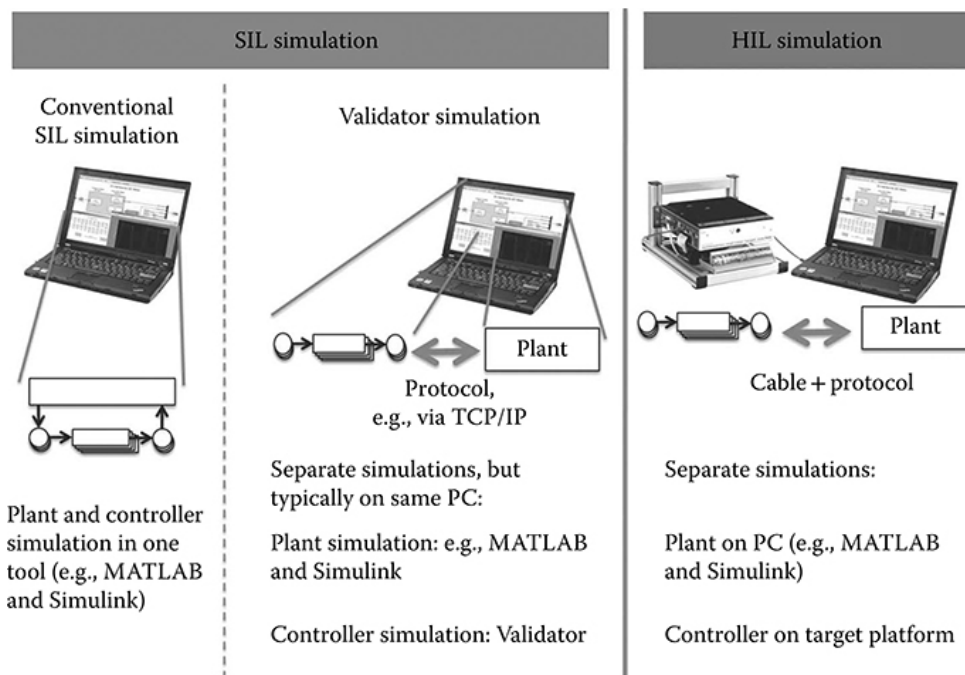 SIL simulation
HIL simulation
Conventional
SIL simulation
Validator simulation
Plant
Protocol,
e.g., via TCP/IP
Plant
Cable + protocol
Plant and controller
simulation in one
tool (e.g., MATLAB
and Simulink)
Separate simulations, but
typically on same PC:
Plant simulation: e.g., MATLAB
and Simulink
Controller simulation: Validator
Separate simulations:
Plant on PC (e.g., MATLAB
and Simulink)
Controller on target platform